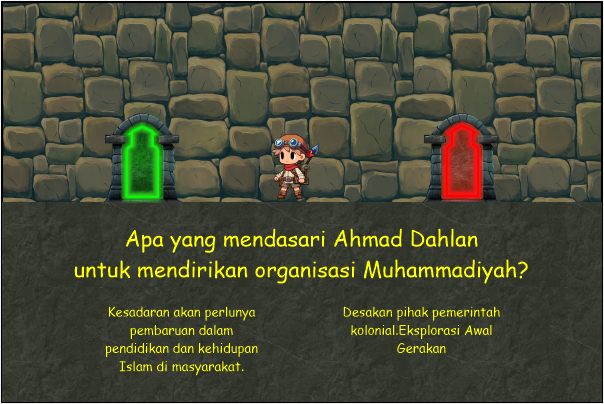 Apa yang mendasari Ahmad Dahlan
untuk mendirikan organisasi Muhammadiyah?
Kesadaran akan perlunya
pembaruan dalam
pendidikan dan kehidupan
Islam di masyarakat.
Desakan pihak pemerintah
kolonial.Eksplorasi Awal
Gerakan